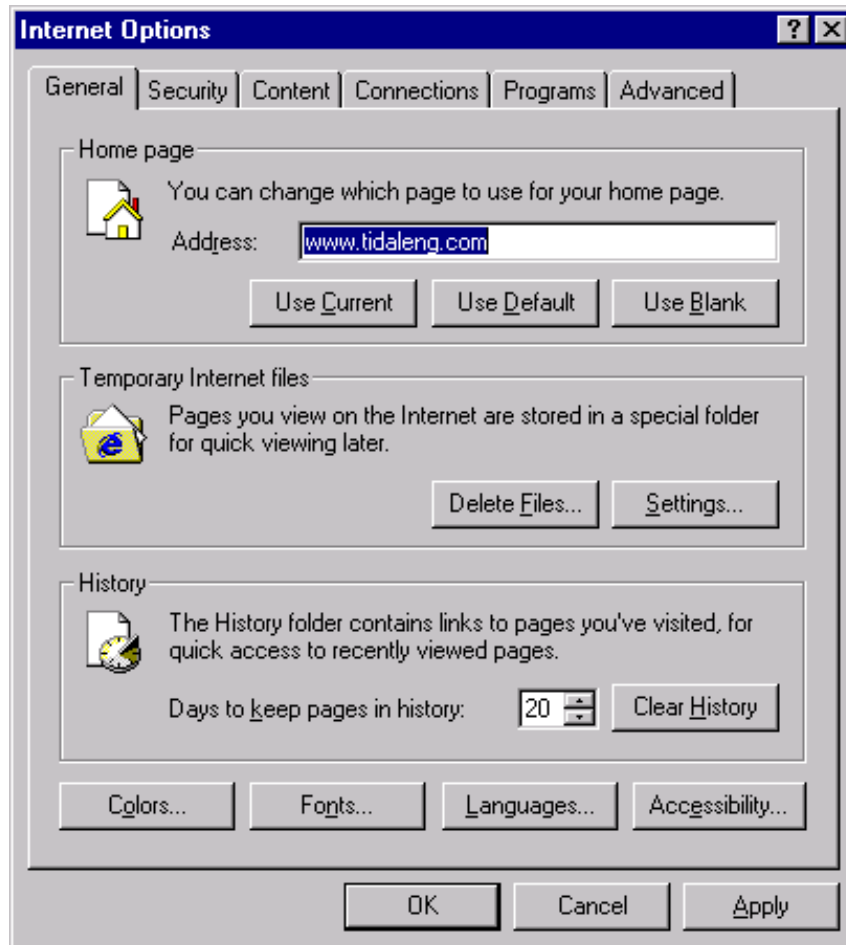 Internet Options
General Security Content Connections Programs Advanced
Home page
You can change which page to use for your home page.
Address: www.tidaleng.com
Use Current Use Default Use Blank
Temporary Internet files
Pages you view on the Internet are stored in a special folder
for quick viewing later.
Delete Files... Settings...
History
The History folder contains links to pages you've visited, for
quick access to recently viewed pages.
Days to keep pages in history: 20 Clear History
Colors... Fonts... Languages... Accessibility...
OK Cancel Apply